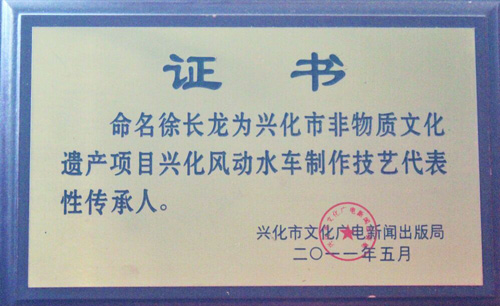 证 书
命名徐长龙为兴化市非物质文化
遗产项目兴化风动水车制作技艺代表
性传承人。
兴化市文化广电新闻出版局
二〇一一年五月